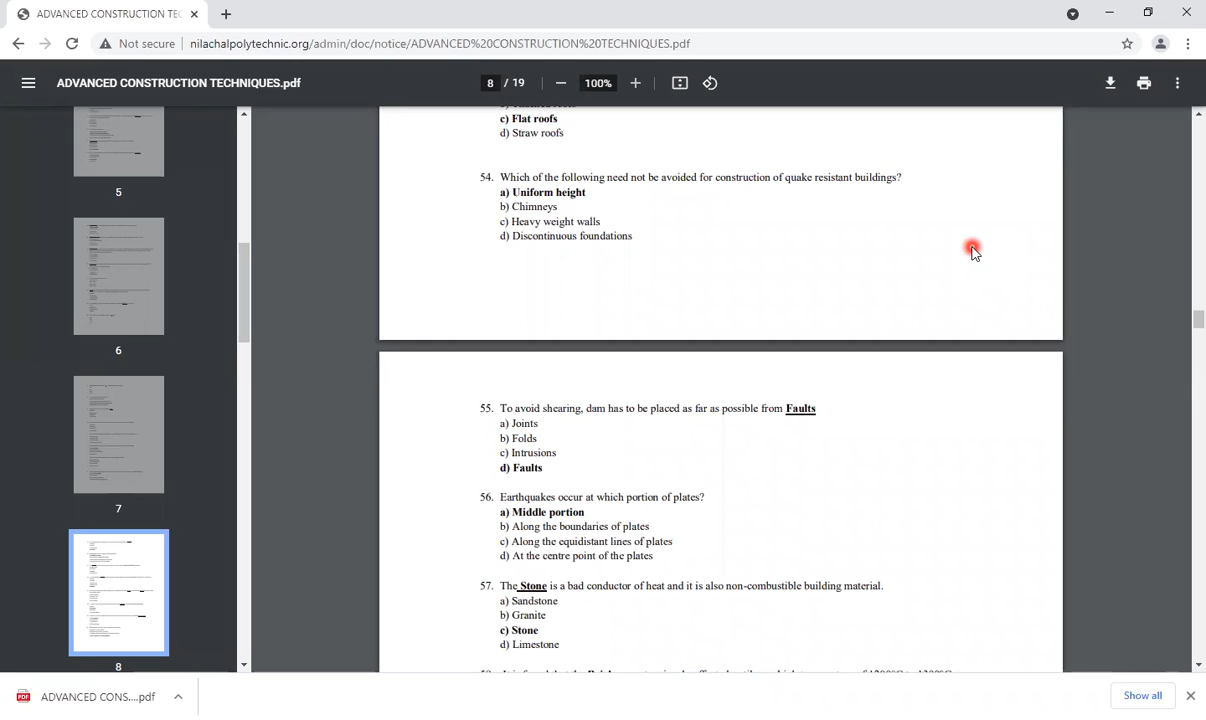 ADVANCED CONSTRUCTION TEC
Not secure nilachalpolytechnic.org/admin/doc/notice/ADVANCED%20CONSTRUCTION%20TECHNIQUES.pdf
ADVANCED CONSTRUCTION TECHNIQUES.pdf 8 / 19 100%
5
6
7
8
c) Flat roofs
d) Straw roofs
54. Which of the following need not be avoided for construction of quake resistant buildings?
a) Uniform height
b) Chimneys
c) Heavy weight walls
d) Discontinuous foundations
55. To avoid shearing, dam has to be placed as far as possible from Faults
a) Joints
b) Folds
c) Intrusions
d) Faults
56. Earthquakes occur at which portion of plates?
a) Middle portion
b) Along the boundaries of plates
c) Along the equidistant lines of plates
d) At the centre point of the plates
57. The Stone is a bad conductor of heat and it is also non-combustible building material.
a) Sandstone
b) Granite
c) Stone
d) Limestone
ADVANCED CONS....pdf
Show all